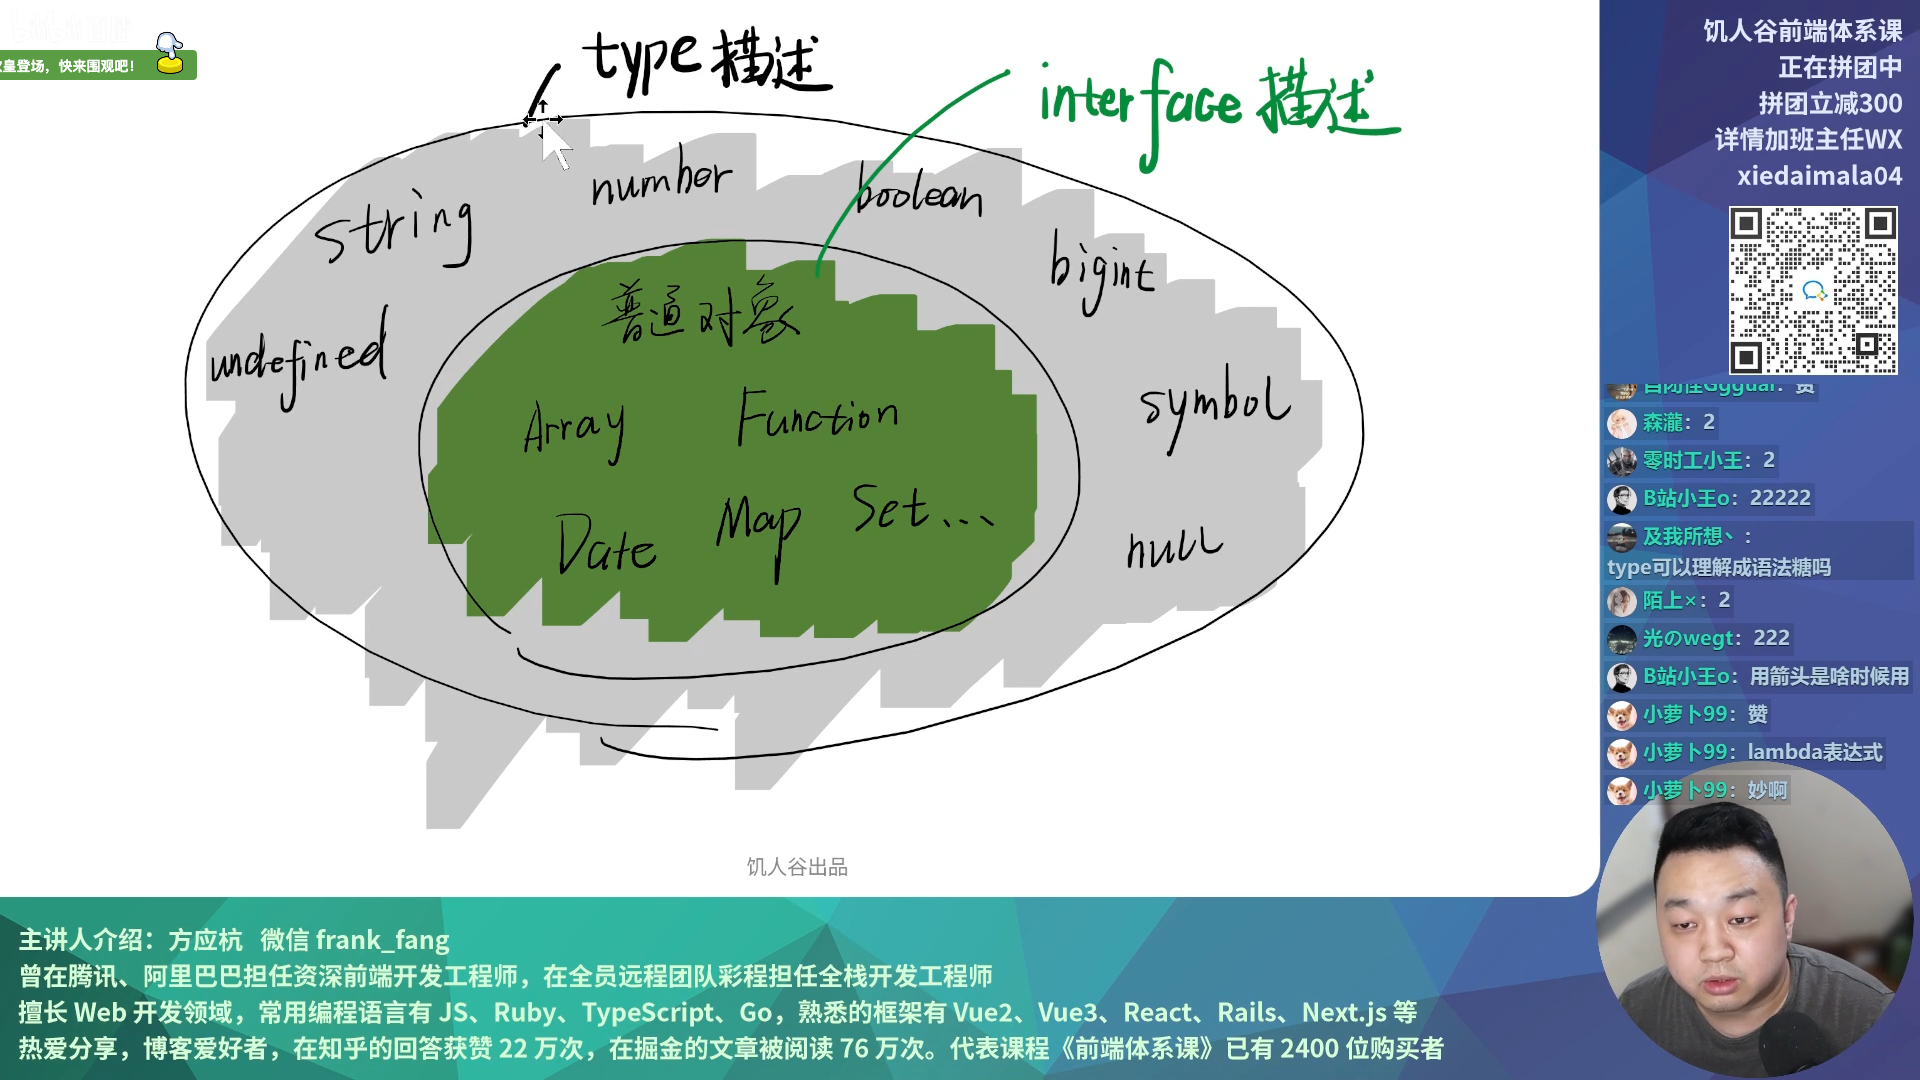 皇登场，快来围观吧！
type 描述
interface 描述
string
number
boolean
bigint
undefined
symbol
null
普通对象
Array
Function
Date
Map
Set...
饥人谷出品
饥人谷前端体系课
正在拼团中
拼团立减300
详情加班主任WX
xiedaimala04
森瀧：2
零时工小王：2
B站小王o：22222
及我所想丶：
type可以理解成语法糖吗
陌上×：2
光のwegt：222
B站小王o：用箭头是啥时候用
小萝卜99：赞
小萝卜99：lambda表达式
小萝卜99：妙啊
主讲人介绍：方应杭 微信 frank_fang
曾在腾讯、阿里巴巴担任资深前端开发工程师，在全员远程团队彩程担任全栈开发工程师
擅长 Web 开发领域，常用编程语言有 JS、Ruby、TypeScript、Go，熟悉的框架有 Vue2、Vue3、React、Rails、Next.js 等
热爱分享，博客爱好者，在知乎的回答获赞 22 万次，在掘金的文章被阅读 76 万次。代表课程《前端体系课》已有 2400 位购买者